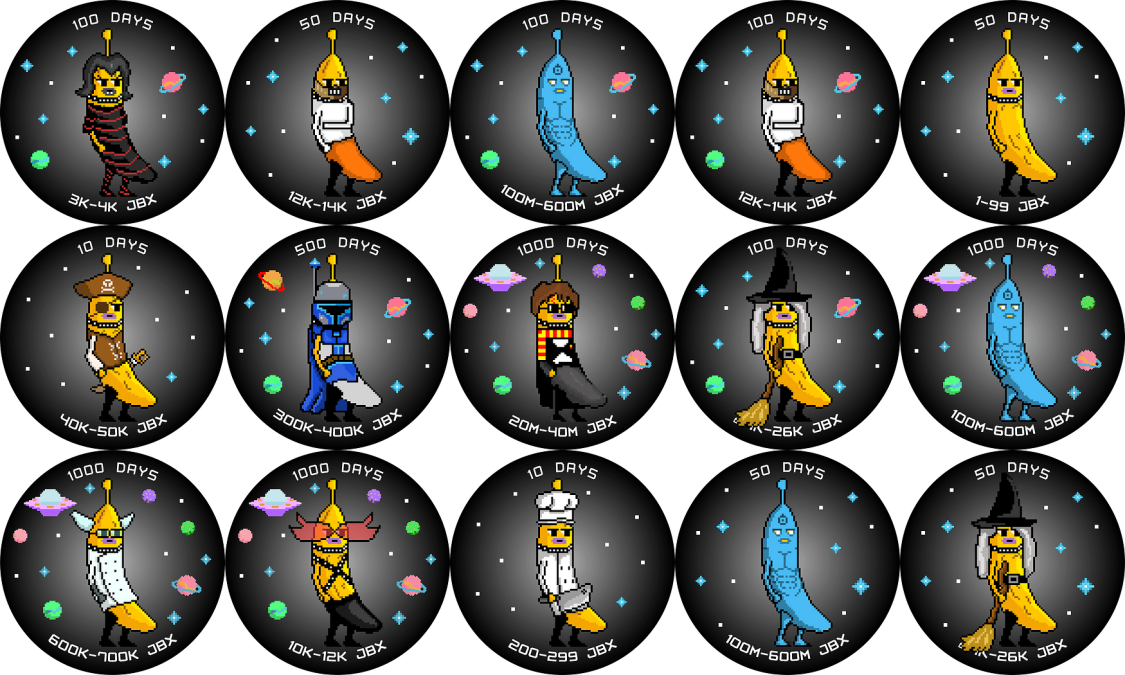 100 DAYS
3K-4K JBX
50 DAYS
12K-14K JBX
100 DAYS
100M-600M JBX
100 DAYS
12K-14K JBX
50 DAYS
1-99 JBX
10 DAYS
40K-50K JBX
500 DAYS
300K-400K JBX
1000 DAYS
20M-40M JBX
100 DAYS
K-26K JBX
1000 DAYS
100M-600M JBX
1000 DAYS
600K-700K JBX
1000 DAYS
10K-12K JBX
10 DAYS
200-299 JBX
50 DAYS
100M-600M JBX
50 DAYS
K-26K JBX